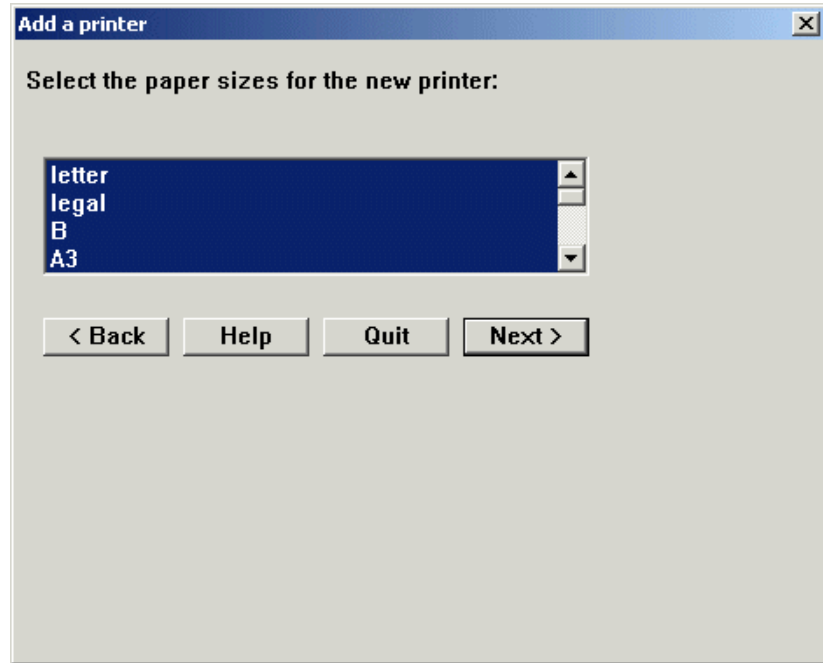 Add a printer
Select the paper sizes for the new printer:
letter
legal
B
A3
< Back Help Quit Next >